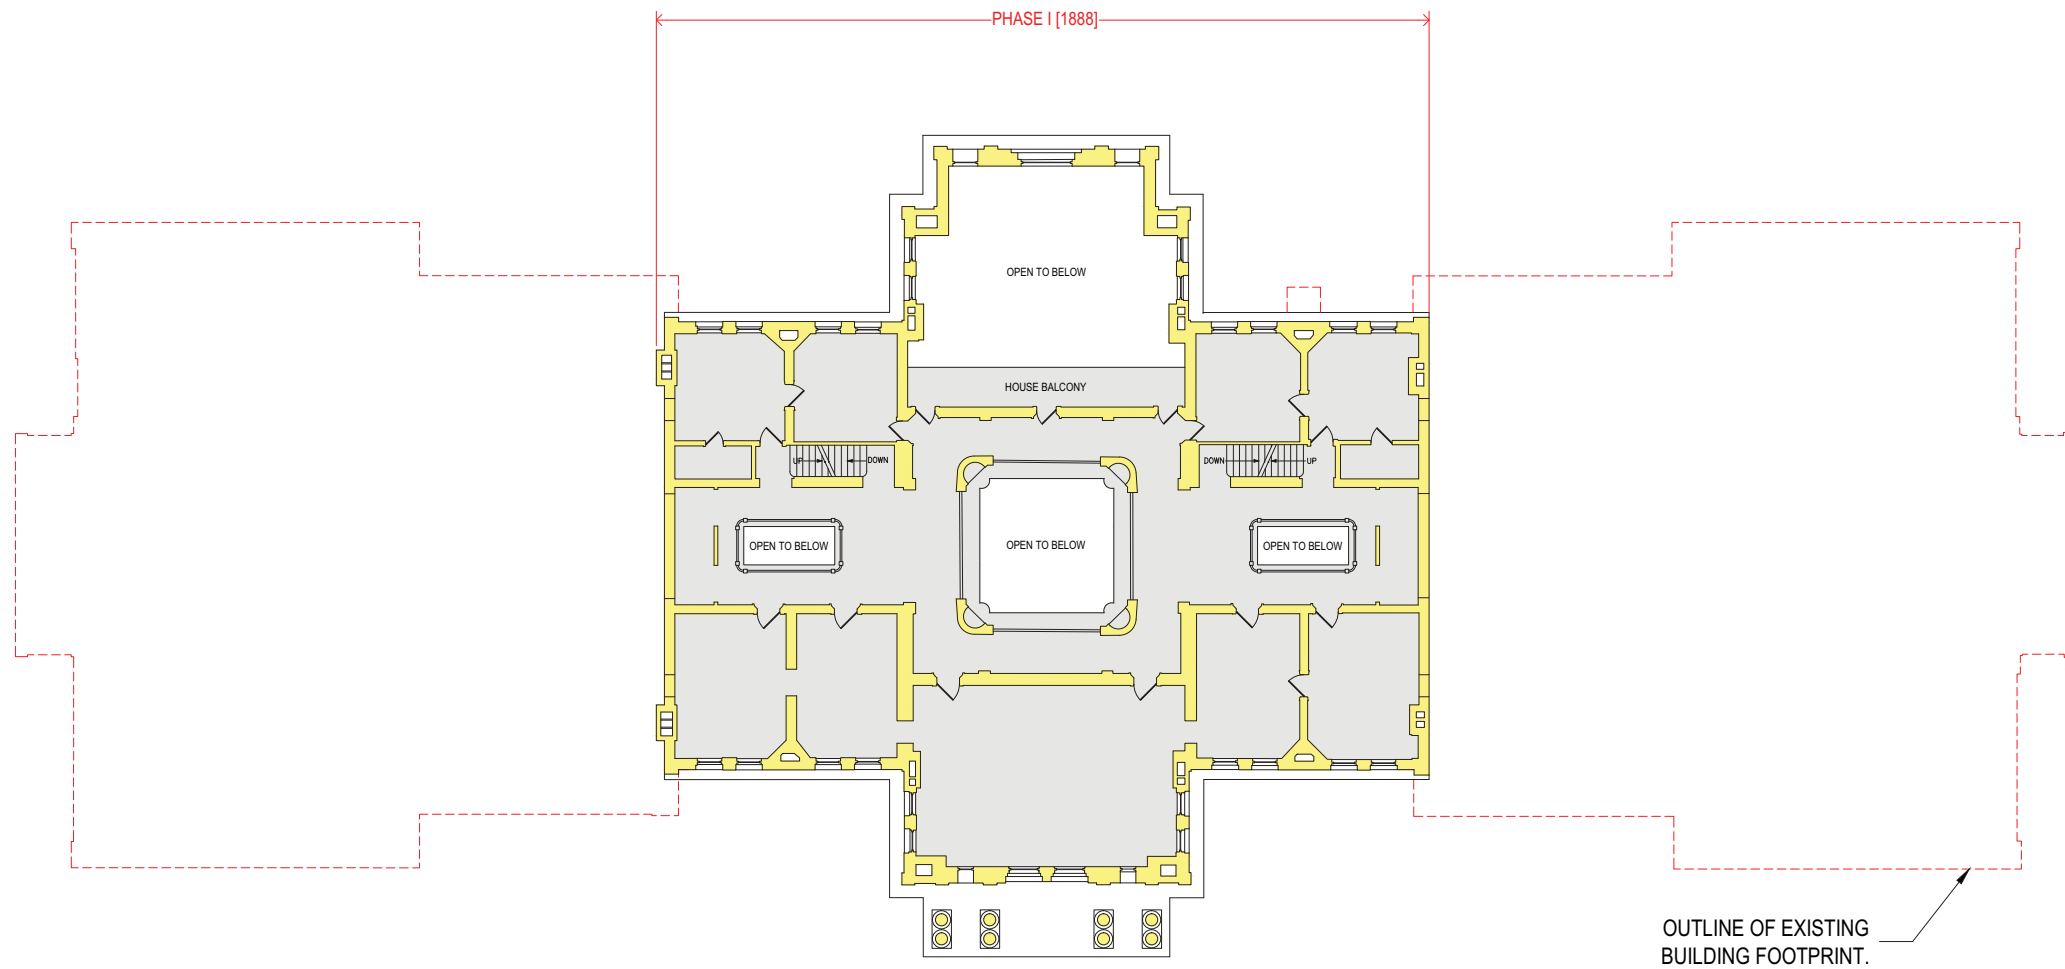 PHASE I [1888]
OPEN TO BELOW
HOUSE BALCONY
UP
DOWN
DOWN
UP
OPEN TO BELOW
OPEN TO BELOW
OPEN TO BELOW
OUTLINE OF EXISTING
BUILDING FOOTPRINT.